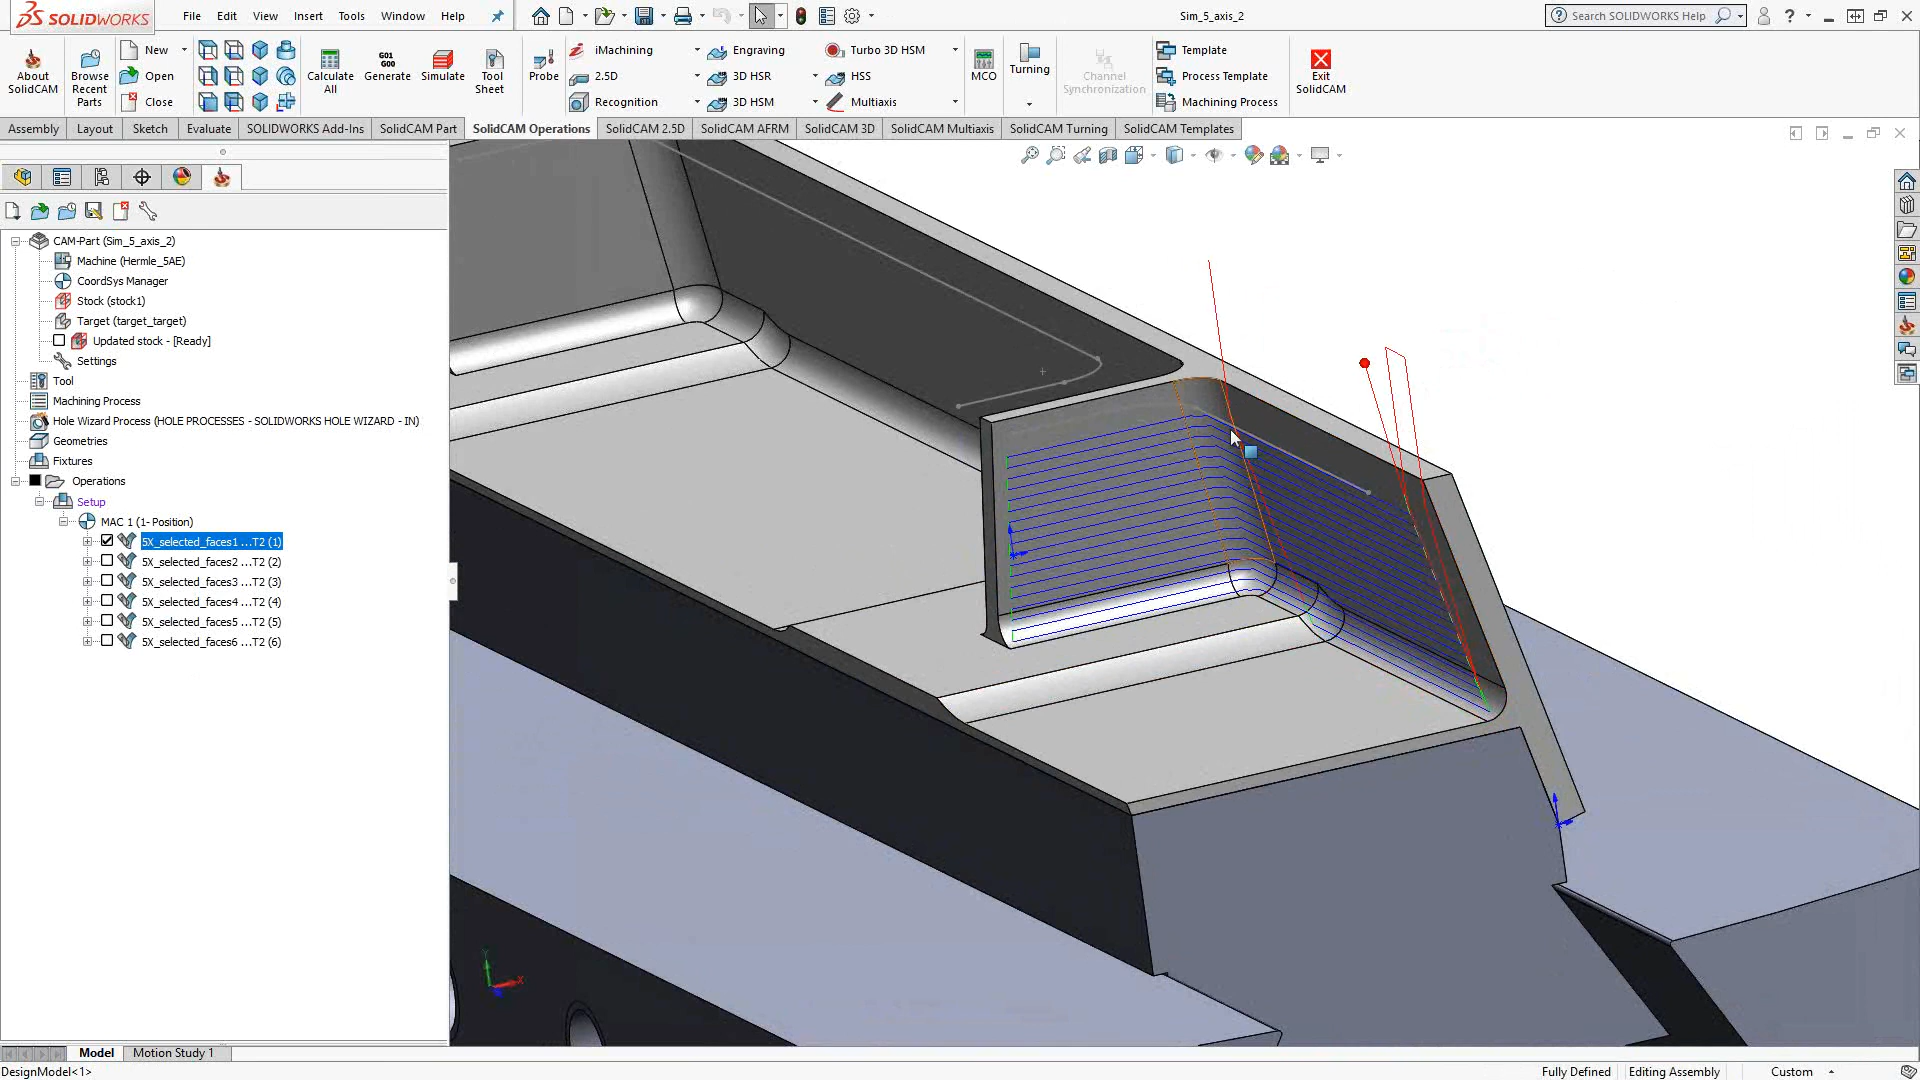 SOLIDWORKS
File Edit View Insert Tools Window Help
Sim_5_axis_2
Search SOLIDWORKS Help
About SolidCAM
Browse Recent Parts
New
Open
Close
Calculate All
G01 G00
Generate
Simulate
Tool Sheet
Probe
iMachining
2.5D
Recognition
Engraving
3D HSR
3D HSM
Turbo 3D HSM
HSS
Multiaxis
MCO
Turning
Channel Synchronization
Template
Process Template
Machining Process
Exit SolidCAM
Assembly Layout Sketch Evaluate SOLIDWORKS Add-Ins SolidCAM Part SolidCAM Operations SolidCAM 2.5D SolidCAM AFRM SolidCAM 3D SolidCAM Multiaxis SolidCAM Turning SolidCAM Templates
CAM-Part (Sim_5_axis_2)
Machine (Hermle_5AE)
CoordSys Manager
Stock (stock1)
Target (target_target)
Updated stock - [Ready]
Settings
Tool
Machining Process
Hole Wizard Process (HOLE PROCESSES - SOLIDWORKS HOLE WIZARD - IN)
Geometries
Fixtures
Operations
Setup
MAC 1 (1- Position)
5X_selected_faces1 ...T2 (1)
5X_selected_faces2 ...T2 (2)
5X_selected_faces3 ...T2 (3)
5X_selected_faces4 ...T2 (4)
5X_selected_faces5 ...T2 (5)
5X_selected_faces6 ...T2 (6)
Y
X
Model Motion Study 1
DesignModel<1>
Fully Defined Editing Assembly Custom